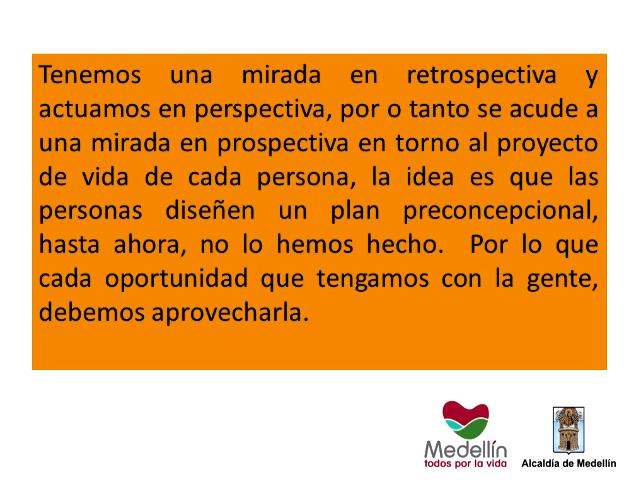 Tenemos una mirada en retrospectiva y
actuamos en perspectiva, por o tanto se acude a
una mirada en prospectiva en torno al proyecto
de vida de cada persona, la idea es que las
personas diseñen un plan preconcepcional,
hasta ahora, no lo hemos hecho. Por lo que
cada oportunidad que tengamos con la gente,
debemos aprovecharla.
Medellín
todos por la vida
Alcaldía de Medellín